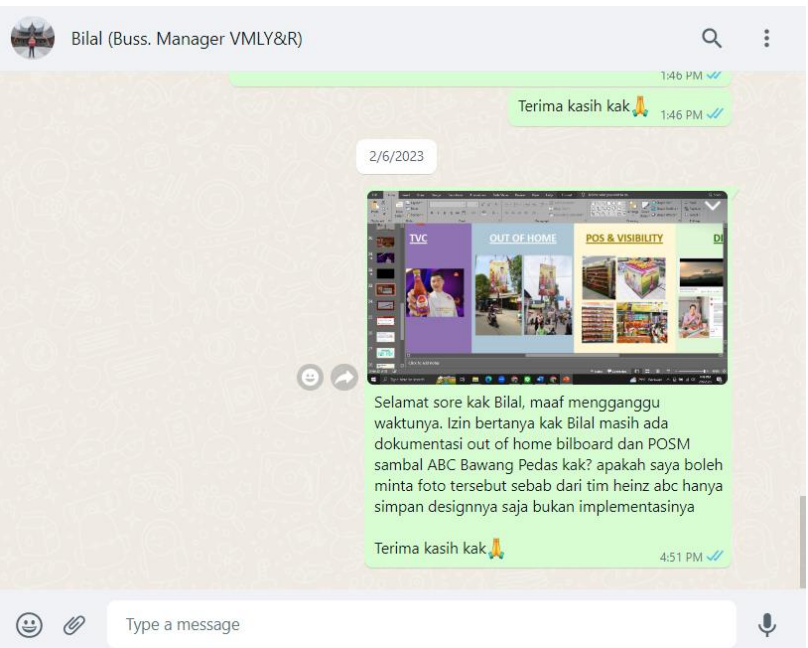 Bilal (Buss. Manager VMLY&R)
1:46 PM
Terima kasih kak🙏
1:46 PM
2/6/2023
TVC
OUT OF HOME
POS & VISIBILITY
Selamat sore kak Bilal, maaf mengganggu
waktunya. Izin bertanya kak Bilal masih ada
dokumentasi out of home bilboard dan POSM
sambal ABC Bawang Pedas kak? apakah saya boleh
minta foto tersebut sebab dari tim heinz abc hanya
simpan designnya saja bukan implementasinya
Terima kasih kak🙏
4:51 PM
Type a message